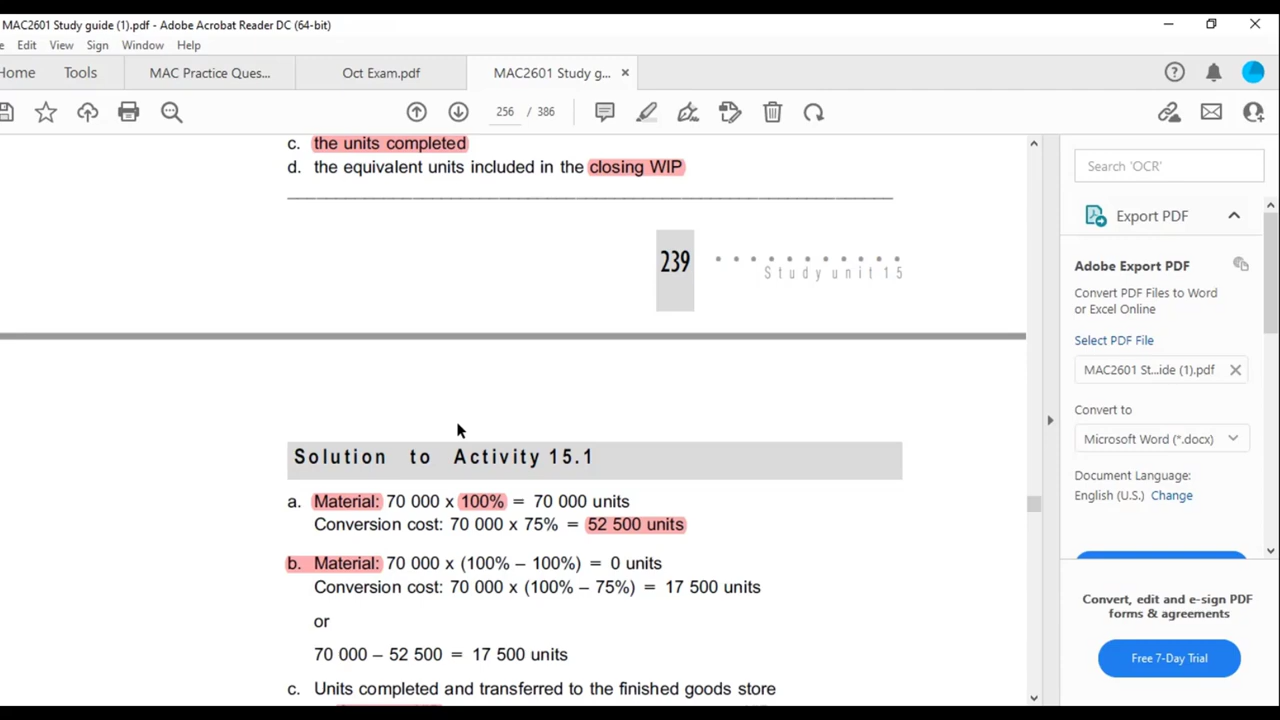 MAC2601 Study guide (1).pdf - Adobe Acrobat Reader DC (64-bit)
Edit View Sign Window Help
Home Tools MAC Practice Ques... Oct Exam.pdf MAC2601 Study g... ×
256 / 386
c. the units completed
d. the equivalent units included in the closing WIP
239
Study unit 15
Solution to Activity 15.1
a. Material: 70 000 x 100% = 70 000 units
Conversion cost: 70 000 x 75% = 52 500 units
b. Material: 70 000 x (100% – 100%) = 0 units
Conversion cost: 70 000 x (100% – 75%) = 17 500 units
or
70 000 – 52 500 = 17 500 units
c. Units completed and transferred to the finished goods store
Search 'OCR'
Export PDF
Adobe Export PDF
Convert PDF Files to Word
or Excel Online
Select PDF File
MAC2601 St...ide (1).pdf
Convert to
Microsoft Word (*.docx)
Document Language:
English (U.S.) Change
Convert, edit and e-sign PDF
forms & agreements
Free 7-Day Trial